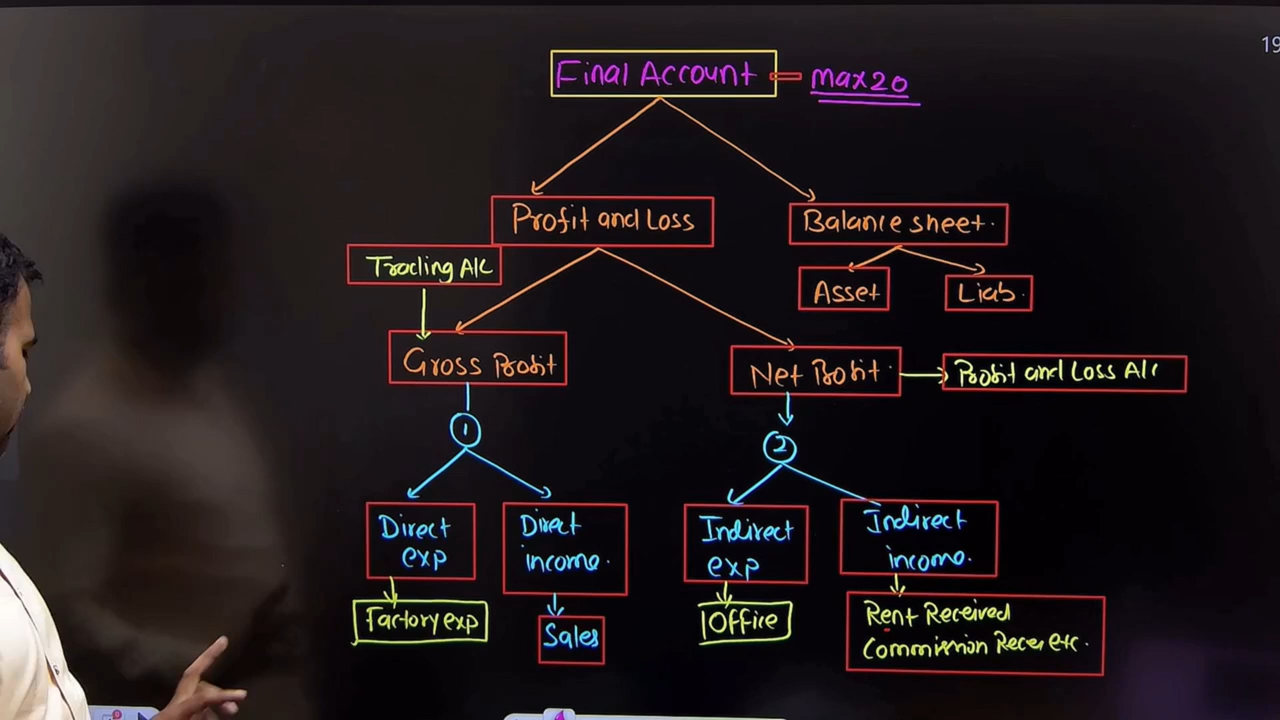 19
Final Account = max 20
Profit and Loss
Balance sheet.
Trading A/c
Asset
Liab.
Gross Profit
Net Profit.
Profit and Loss A/c
1
2
Direct
exp
Direct
income.
Indirect
exp
Indirect
income.
Factory exp
Sales
Office
Rent Received
Commission Recer etc.